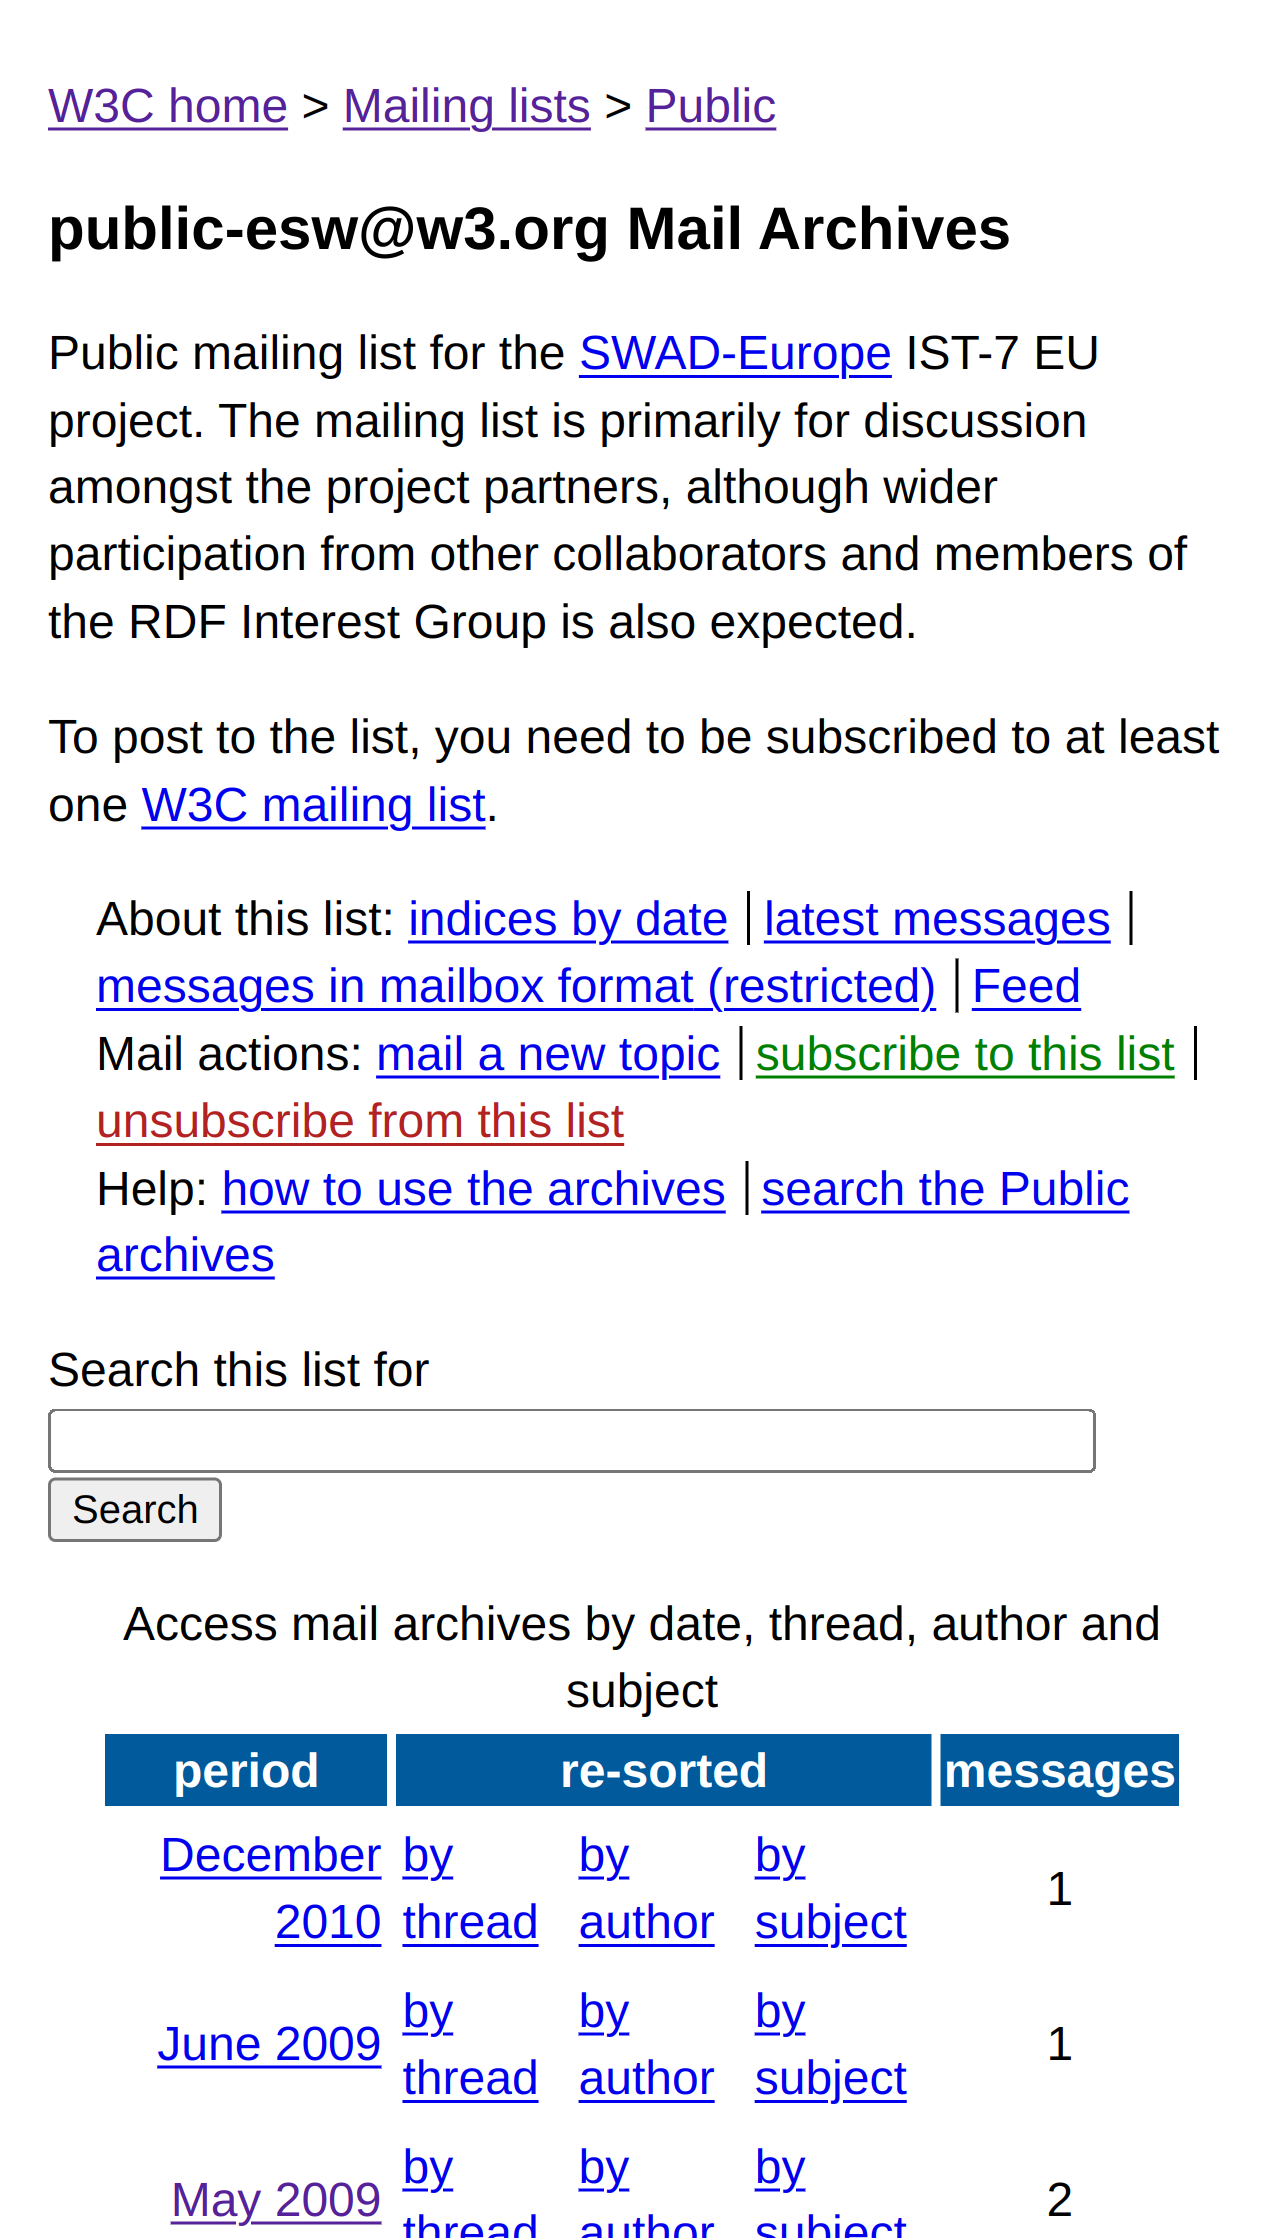 W3C home > Mailing lists > Public
public-esw@w3.org Mail Archives
Public mailing list for the SWAD-Europe IST-7 EU
project. The mailing list is primarily for discussion
amongst the project partners, although wider
participation from other collaborators and members of
the RDF Interest Group is also expected.
To post to the list, you need to be subscribed to at least
one W3C mailing list.
About this list: indices by date | latest messages |
messages in mailbox format (restricted) | Feed
Mail actions: mail a new topic | subscribe to this list |
unsubscribe from this list
Help: how to use the archives | search the Public
archives
Search this list for
Search
Access mail archives by date, thread, author and
subject
period re-sorted messages
December 2010 by thread by author by subject 1
June 2009 by thread by author by subject 1
May 2009 by thread by author by subject 2